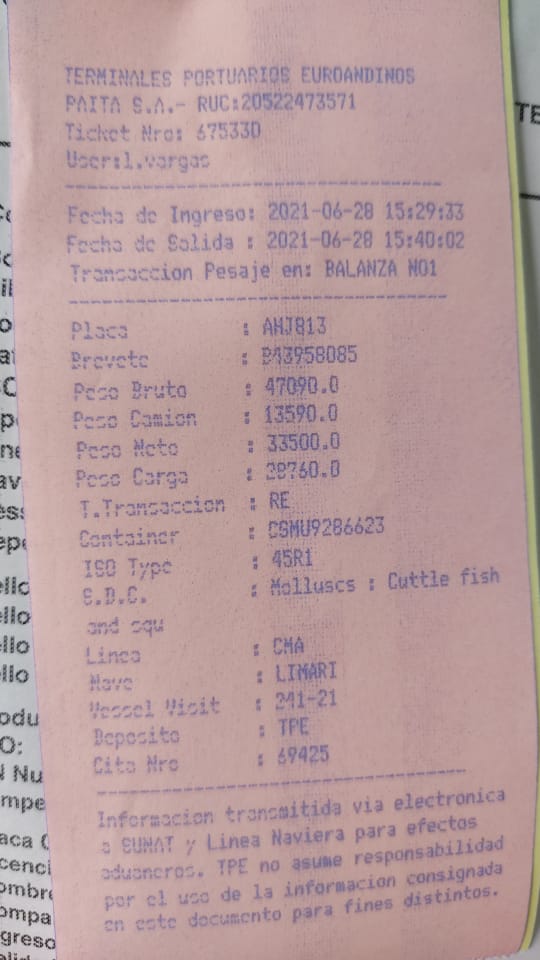 TERMINALES PORTUARIOS EUROANDINOS
PAITA S.A.- RUC:20522473571
Ticket Nro: 675330
User:l.vargas
Fecha de Ingreso: 2021-06-28 15:29:33
Fecha de Salida : 2021-06-28 15:40:02
Transaccion Pesaje en: BALANZA NO1
Placa : AHJ813
Brevete : B43958085
Peso Bruto : 47090.0
Peso Camion : 13590.0
Peso Neto : 33500.0
Peso Carga : 28760.0
T.Transaccion : RE
Container : CSMU9286623
ISO Type : 45R1
S.D.C. : Molluscs : Cuttle fish
and squ
Linea : CMA
Nave : LIMARI
Vessel Visit : 241-21
Deposito : TPE
Cita Nro : 69425
Informacion transmitida via electronica
a SUNAT y Linea Naviera para efectos
aduaneros. TPE no asume responsabilidad
por el uso de la informacion consignada
en este documento para fines distintos.